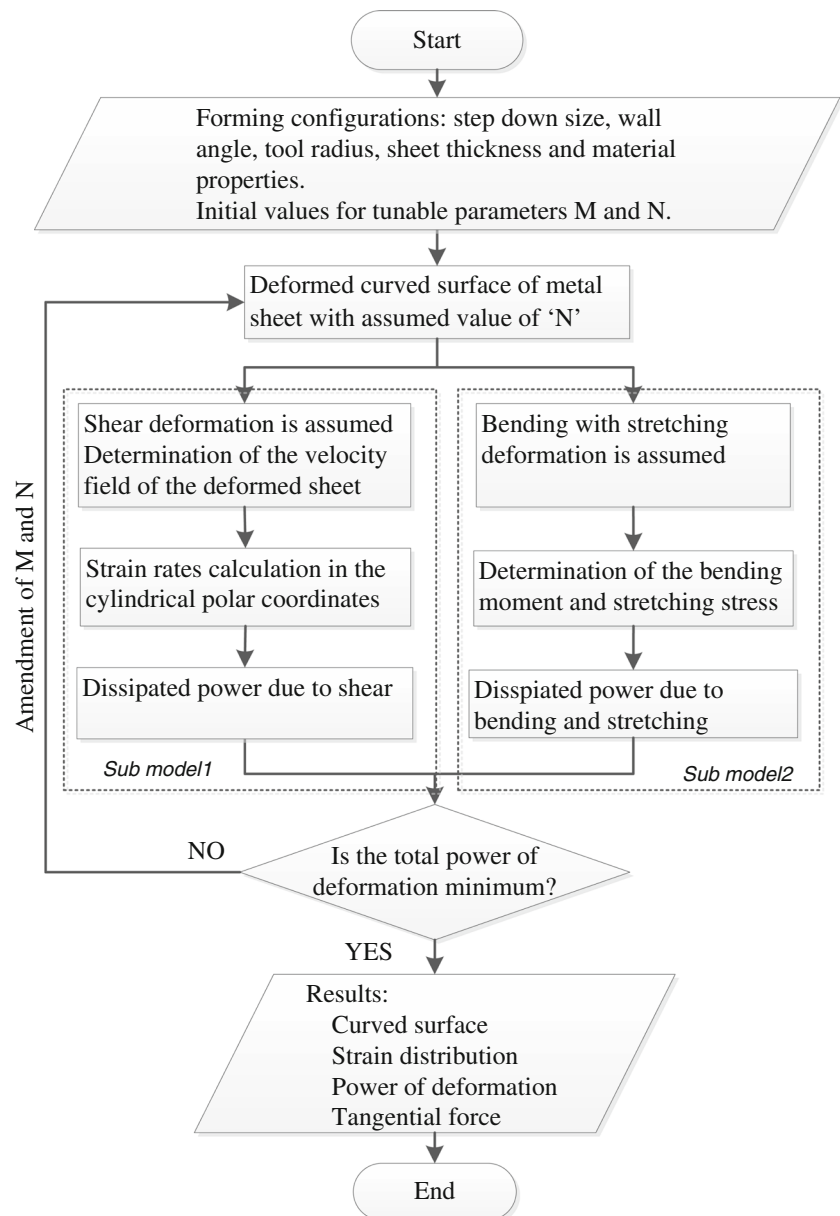 Start
Forming configurations: step down size, wall
angle, tool radius, sheet thickness and material
properties.
Initial values for tunable parameters M and N.
Deformed curved surface of metal
sheet with assumed value of ‘N’
Shear deformation is assumed
Determination of the velocity
field of the deformed sheet
Strain rates calculation in the
cylindrical polar coordinates
Dissipated power due to shear
Sub model1
Bending with stretching
deformation is assumed
Determination of the bending
moment and stretching stress
Disspiated power due to
bending and stretching
Sub model2
Amendment of M and N
NO
Is the total power of
deformation minimum?
YES
Results:
Curved surface
Strain distribution
Power of deformation
Tangential force
End